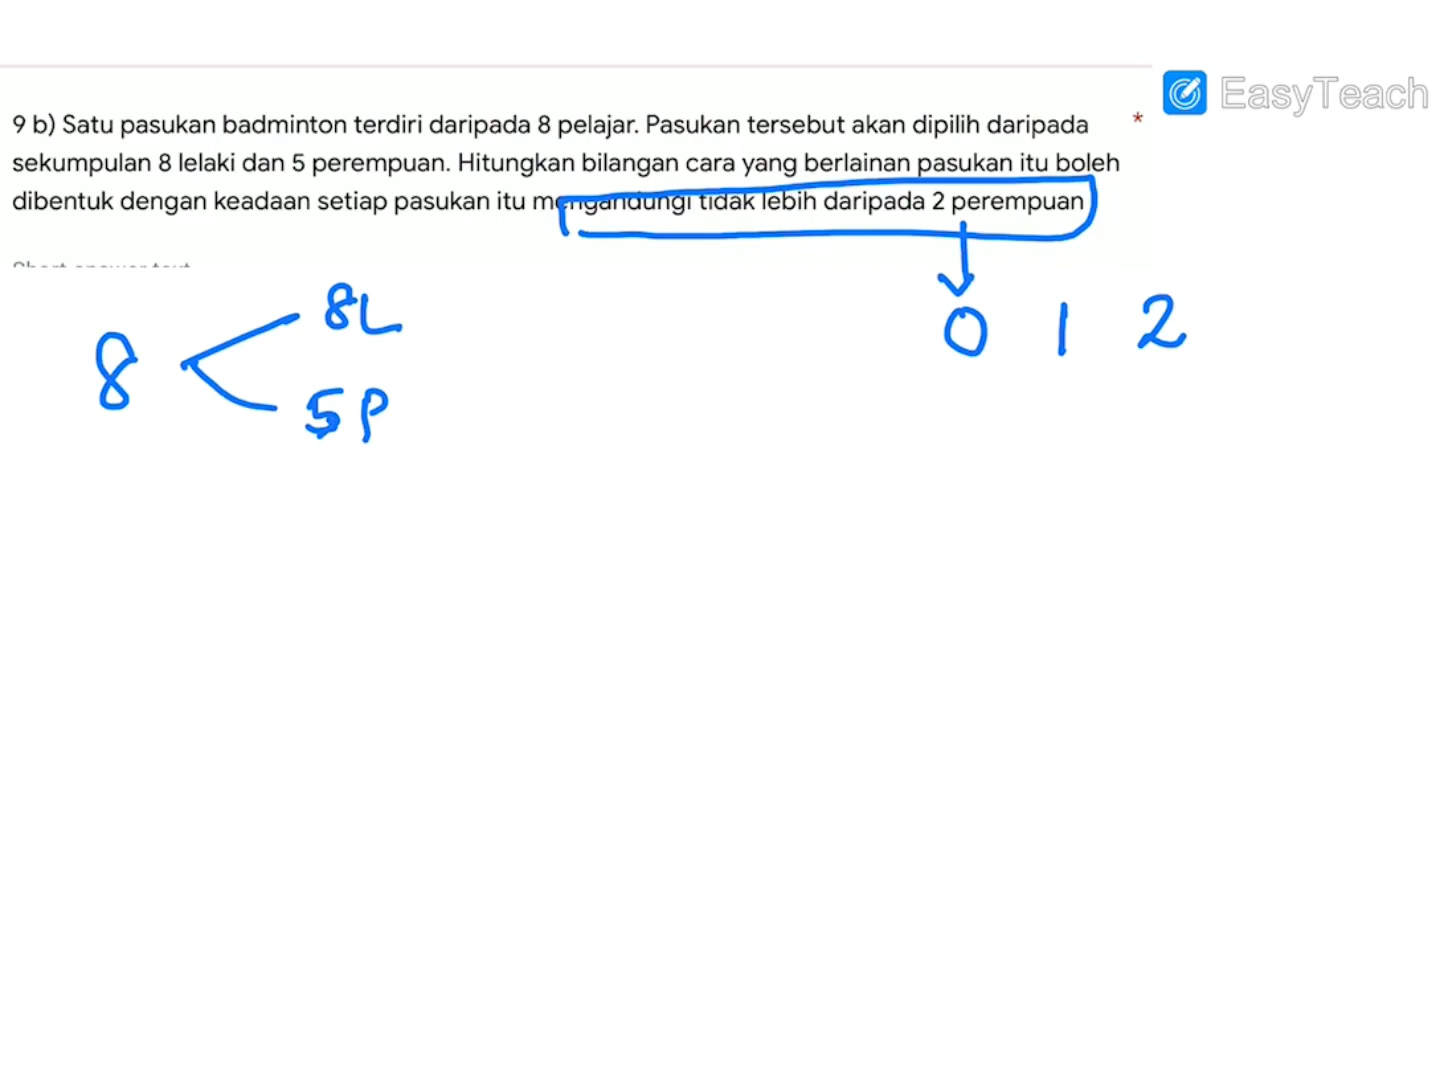 EasyTeach
9 b) Satu pasukan badminton terdiri daripada 8 pelajar. Pasukan tersebut akan dipilih daripada *
sekumpulan 8 lelaki dan 5 perempuan. Hitungkan bilangan cara yang berlainan pasukan itu boleh
dibentuk dengan keadaan setiap pasukan itu mengandungi tidak lebih daripada 2 perempuan
8L
0 1 2
8
5P